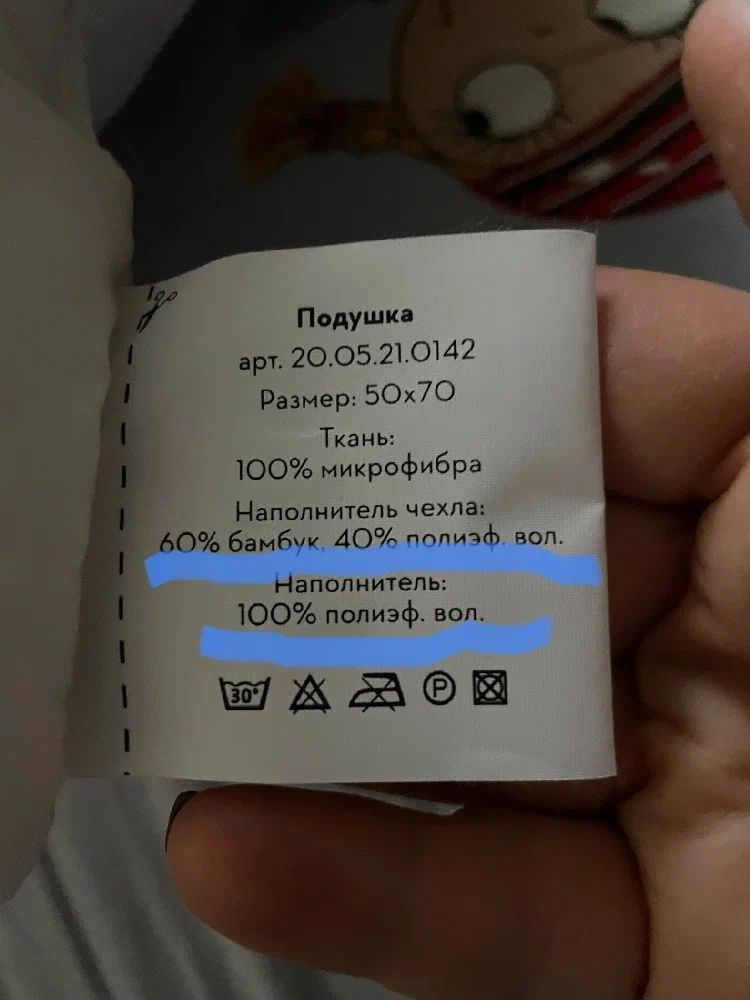 Подушка
арт. 20.05.21.0142
Размер: 50х70
Ткань:
100% микрофибра
Наполнитель чехла:
60% бамбук, 40% полиэф. вол.
Наполнитель:
100% полиэф. вол.
30° P